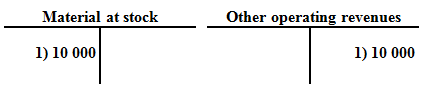 Material at stock Other operating revenues
1) 10 000 1) 10 000